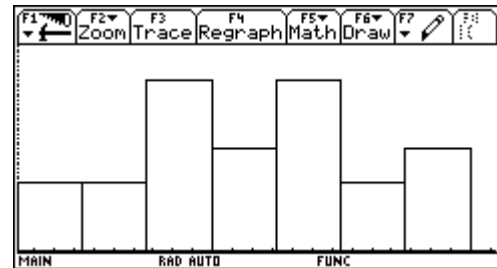 F1 F2 F3 F4 F5 F6 F7
Zoom Trace Regraph Math Draw
MAIN RAD AUTO FUNC